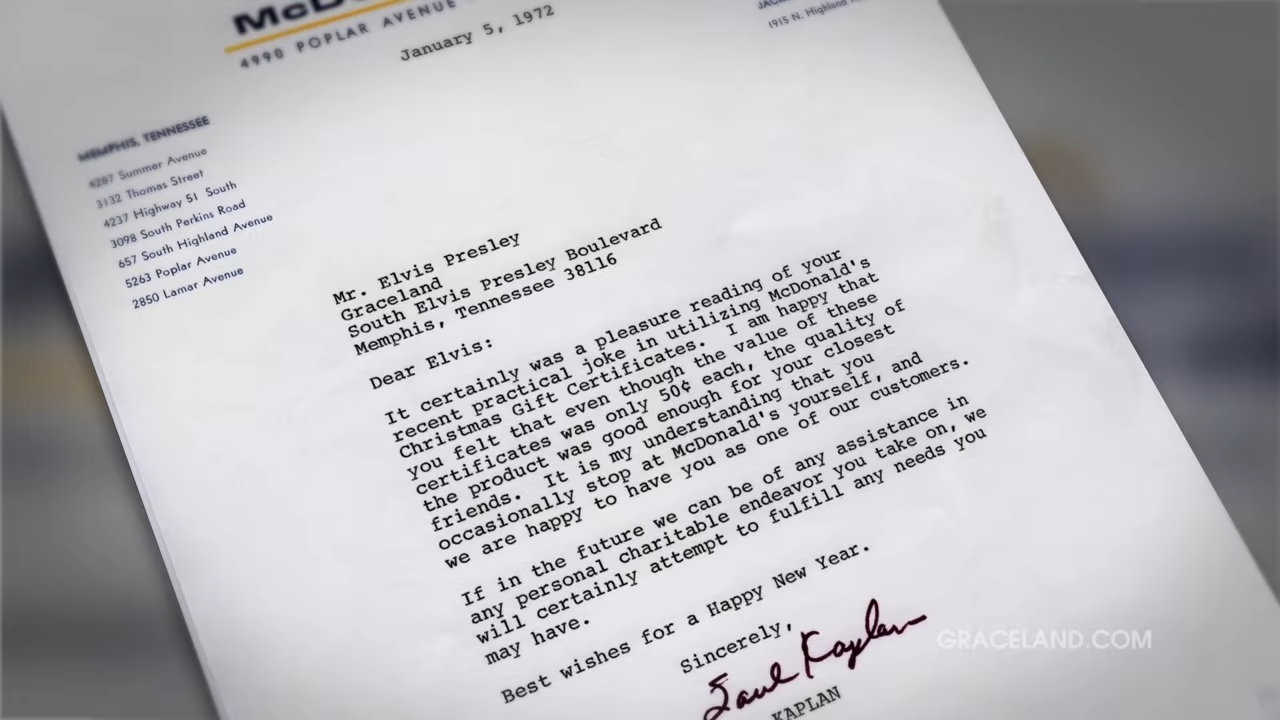 McDo
4990 POPLAR AVENUE
January 5, 1972
1915 N. Highland
MEMPHIS, TENNESSEE
4287 Summer Avenue
3132 Thomas Street
4237 Highway 51 South
3098 South Perkins Road
657 South Highland Avenue
5263 Poplar Avenue
2850 Lamar Avenue
Mr. Elvis Presley
Graceland
South Elvis Presley Boulevard
Memphis, Tennessee 38116
Dear Elvis:
It certainly was a pleasure reading of your
recent practical joke in utilizing McDonald's
Christmas Gift Certificates. I am happy that
you felt that even though the value of these
certificates was only 50¢ each, the quality of
the product was good enough for your closest
friends. It is my understanding that you
occasionally stop at McDonald's yourself, and
we are happy to have you as one of our customers.
If in the future we can be of any assistance in
any personal charitable endeavor you take on, we
will certainly attempt to fulfill any needs you
may have.
Best wishes for a Happy New Year.
Sincerely,
Saul Kaplan
KAPLAN
GRACELAND.COM